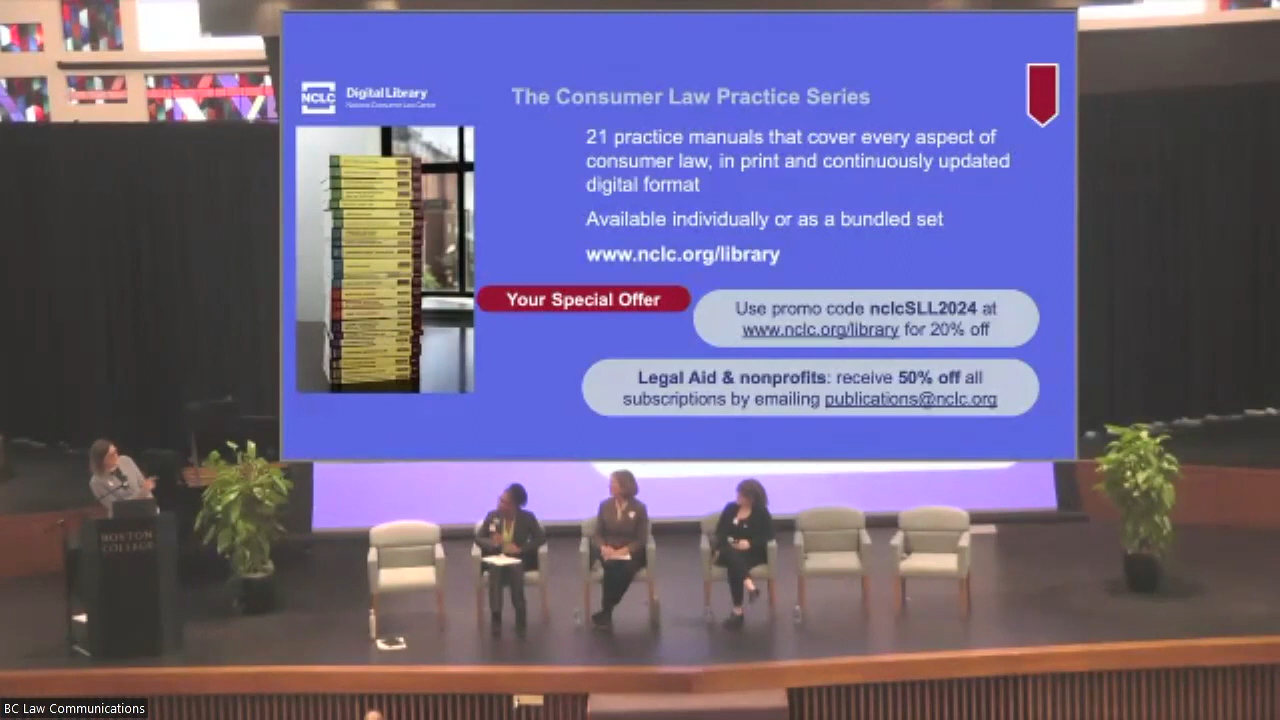 NCLC
Digital Library
National Consumer Law Center
The Consumer Law Practice Series
21 practice manuals that cover every aspect of
consumer law, in print and continuously updated
digital format
Available individually or as a bundled set
www.nclc.org/library
Your Special Offer
Use promo code nclcSLL2024 at
www.nclc.org/library for 20% off
Legal Aid & nonprofits: receive 50% off all
subscriptions by emailing publications@nclc.org
BOSTON
COLLEGE
BC Law Communications